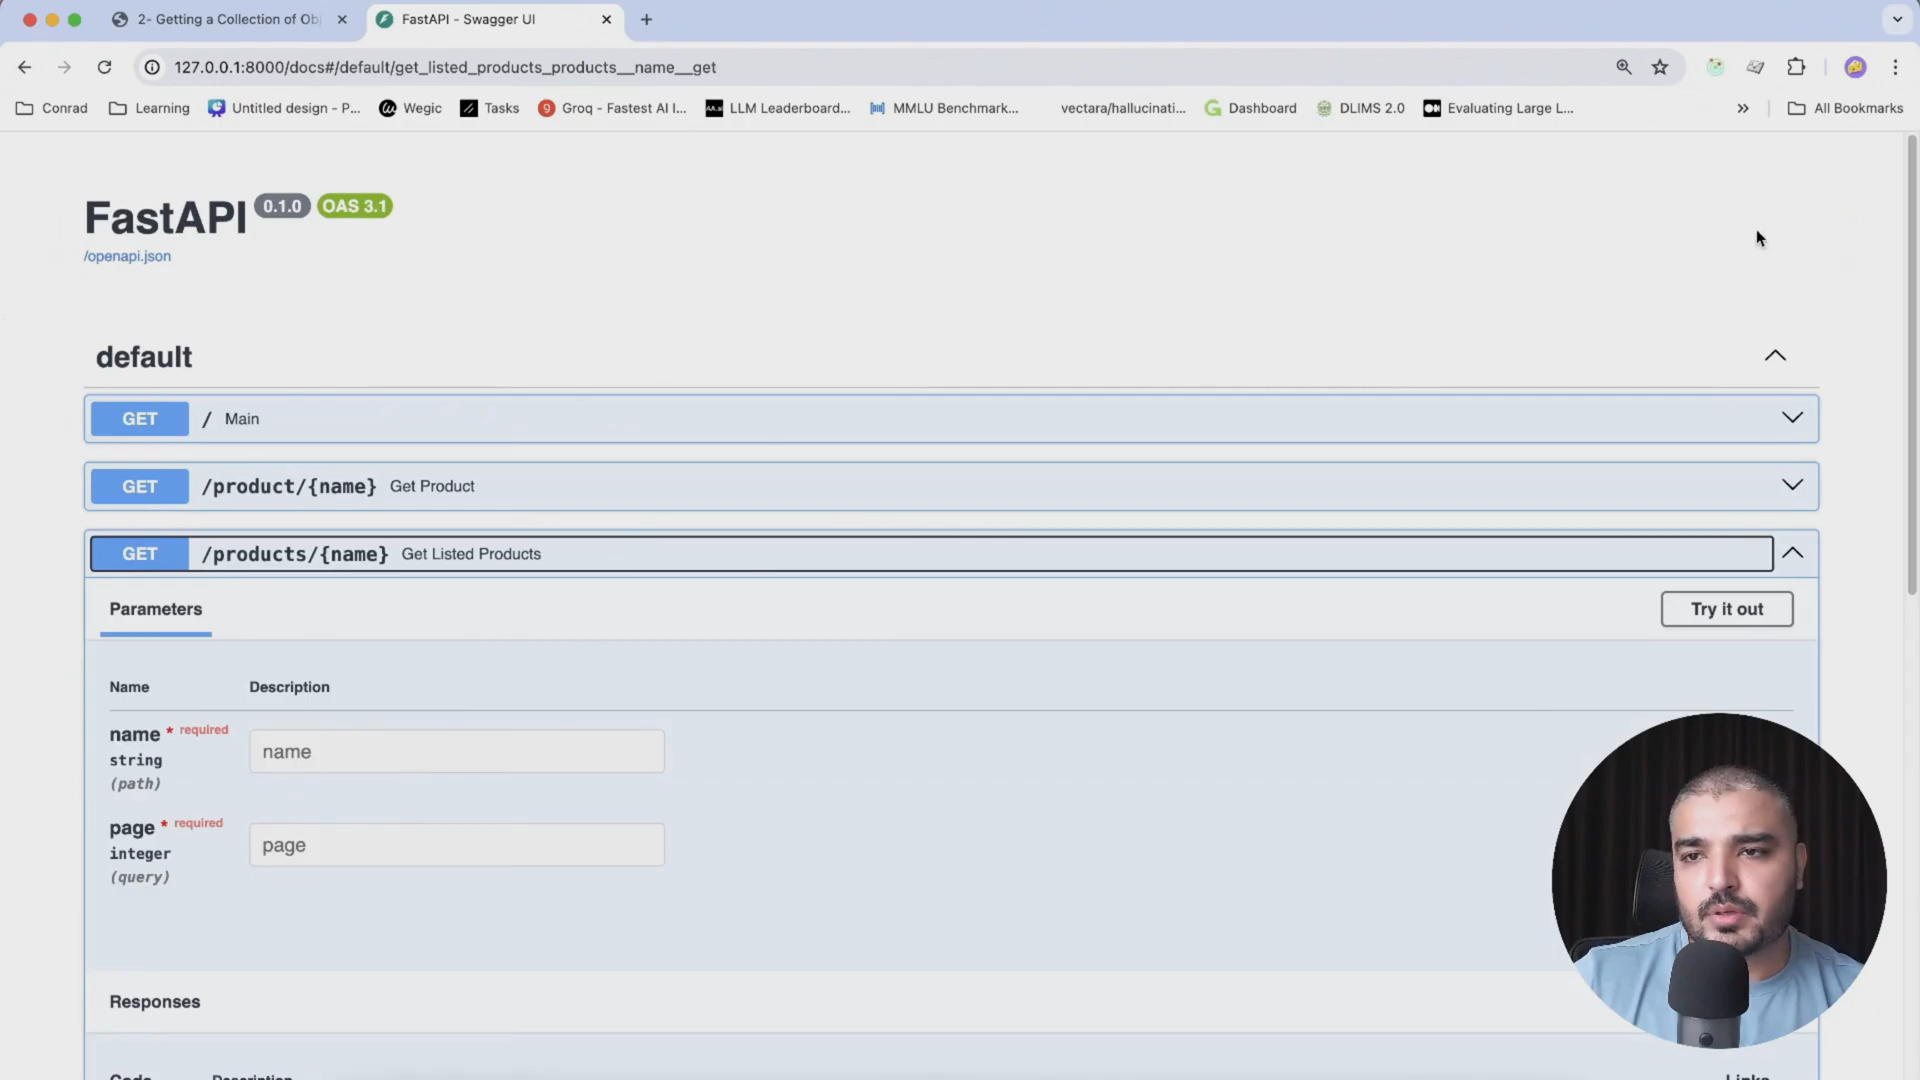 2- Getting a Collection of Ob
FastAPI - Swagger UI
127.0.0.1:8000/docs#/default/get_listed_products_products__name__get
Conrad
Learning
Untitled design - P...
Wegic
Tasks
Groq - Fastest AI I...
LLM Leaderboard...
MMLU Benchmark...
vectara/hallucinati...
Dashboard
DLIMS 2.0
Evaluating Large L...
All Bookmarks
FastAPI 0.1.0 OAS 3.1
/openapi.json
default
GET / Main
GET /product/{name} Get Product
GET /products/{name} Get Listed Products
Parameters
Try it out
Name Description
name * required
string
(path)
name
page * required
integer
(query)
page
Responses
Code Description Links